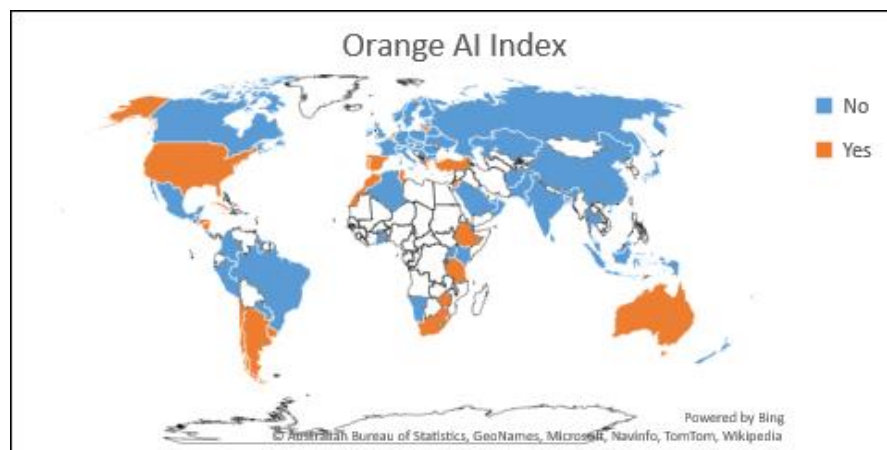 Orange AI Index
No
Yes
Powered by Bing
© Australian Bureau of Statistics, GeoNames, Microsoft, Navinfo, TomTom, Wikipedia